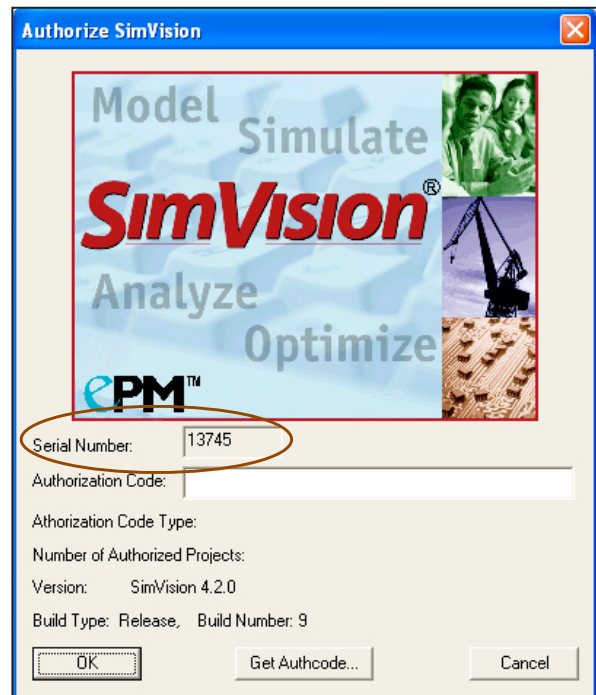 Authorize SimVision
Model
Simulate
SimVision®
Analyze
Optimize
ePM™
Serial Number: 13745
Authorization Code:
Athorization Code Type:
Number of Authorized Projects:
Version: SimVision 4.2.0
Build Type: Release, Build Number: 9
OK Get Authcode... Cancel